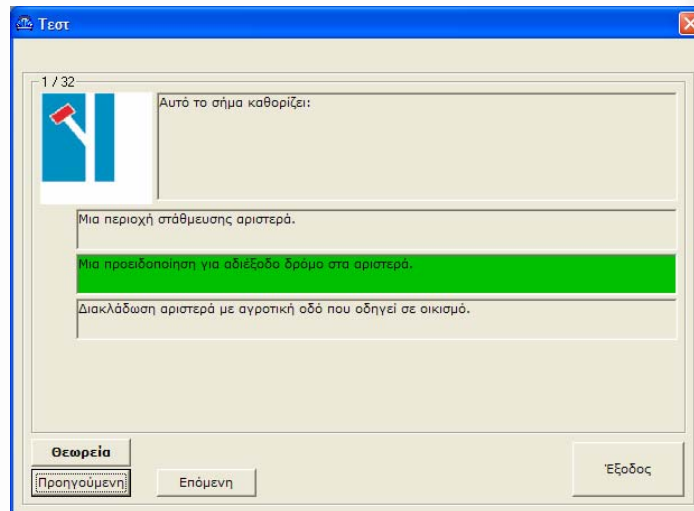 Τεστ
1 / 32
Αυτό το σήμα καθορίζει:
Μια περιοχή στάθμευσης αριστερά.
Μια προειδοποίηση για αδιέξοδο δρόμο στα αριστερά.
Διακλάδωση αριστερά με αγροτική οδό που οδηγεί σε οικισμό.
Θεωρεία
Προηγούμενη
Επόμενη
Έξοδος